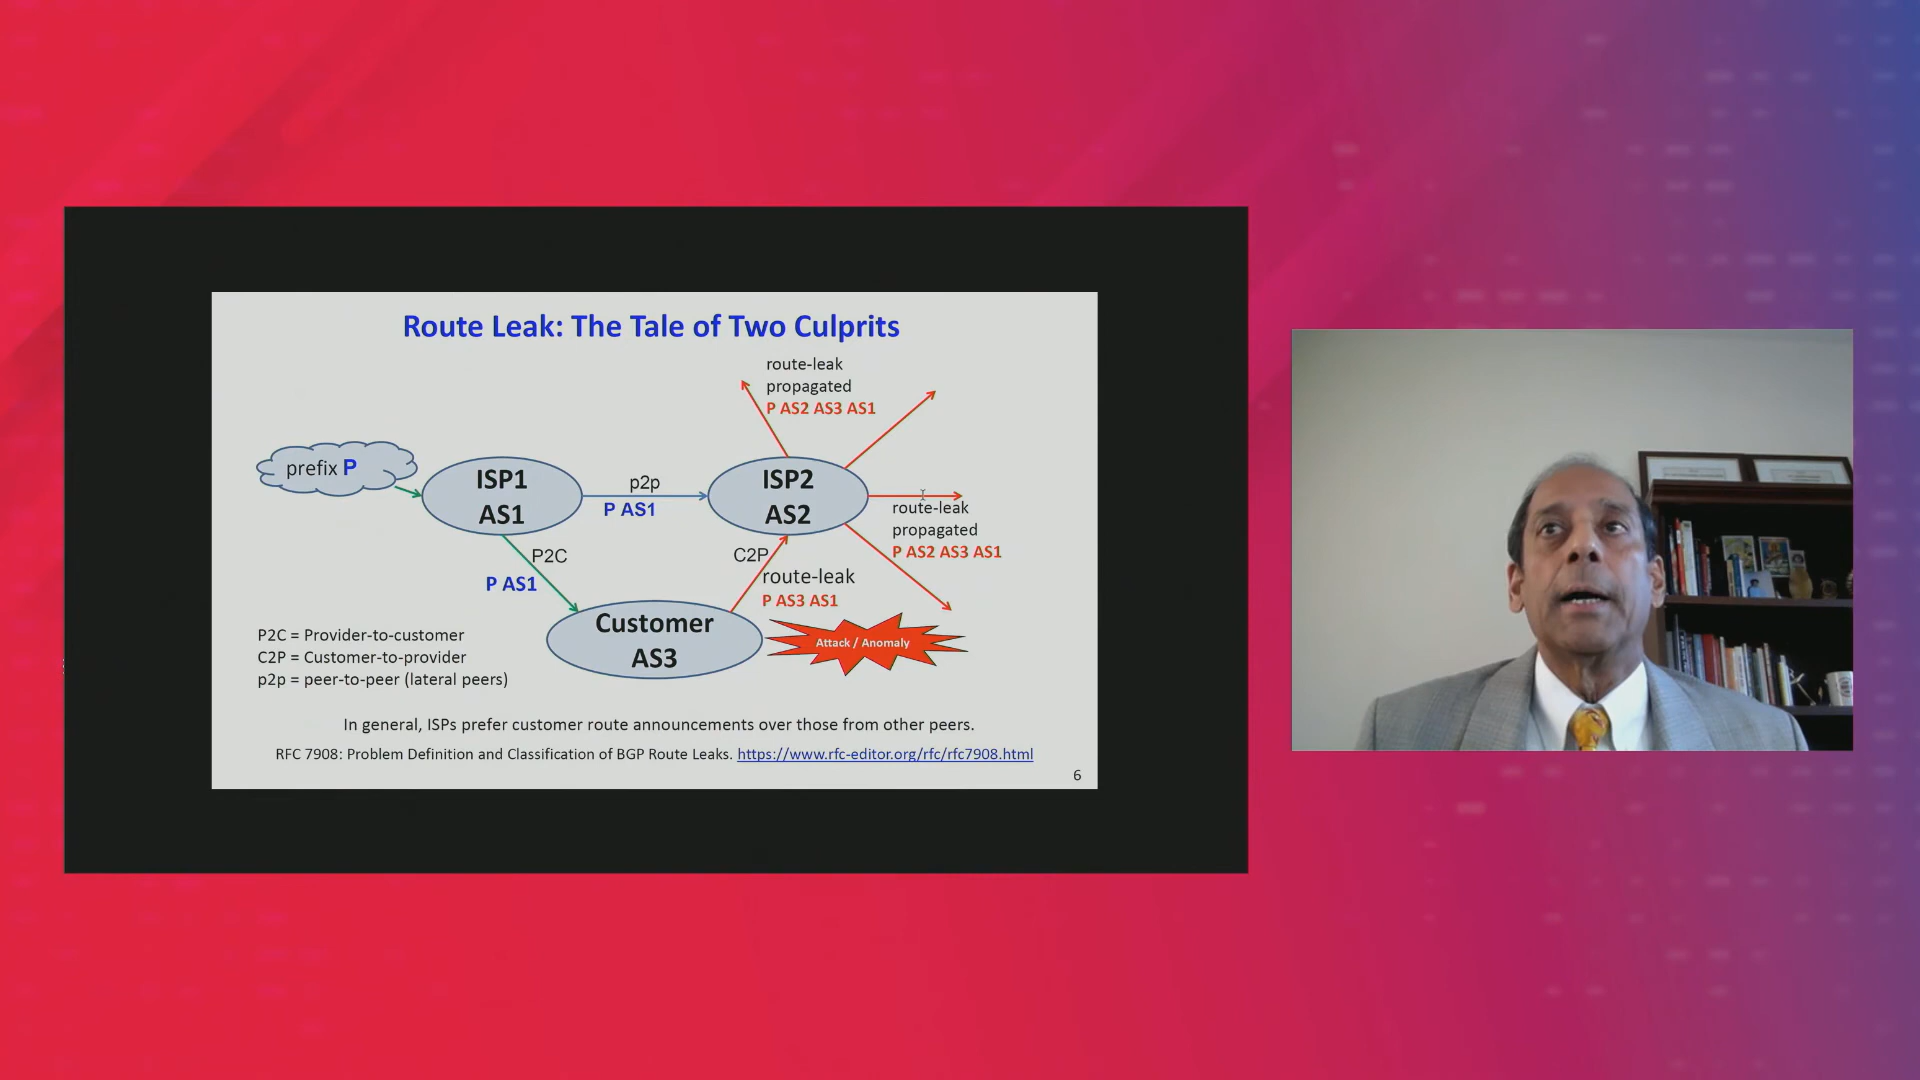 Route Leak: The Tale of Two Culprits
route-leak
propagated
P AS2 AS3 AS1
prefix P
ISP1
AS1
p2p
P AS1
ISP2
AS2
route-leak
propagated
P AS2 AS3 AS1
P2C
P AS1
C2P
route-leak
P AS3 AS1
Customer
AS3
Attack / Anomaly
P2C = Provider-to-customer
C2P = Customer-to-provider
p2p = peer-to-peer (lateral peers)
In general, ISPs prefer customer route announcements over those from other peers.
RFC 7908: Problem Definition and Classification of BGP Route Leaks. https://www.rfc-editor.org/rfc/rfc7908.html
6